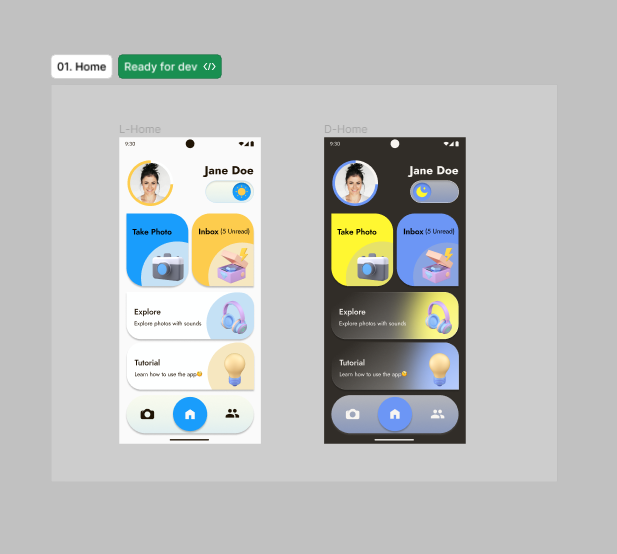 01. Home
Ready for dev
L-Home
9:30
Jane Doe
Take Photo
Inbox (5 Unread)
Explore
Explore photos with sounds
Tutorial
Learn how to use the app
D-Home
9:30
Jane Doe
Take Photo
Inbox (5 Unread)
Explore
Explore photos with sounds
Tutorial
Learn how to use the app